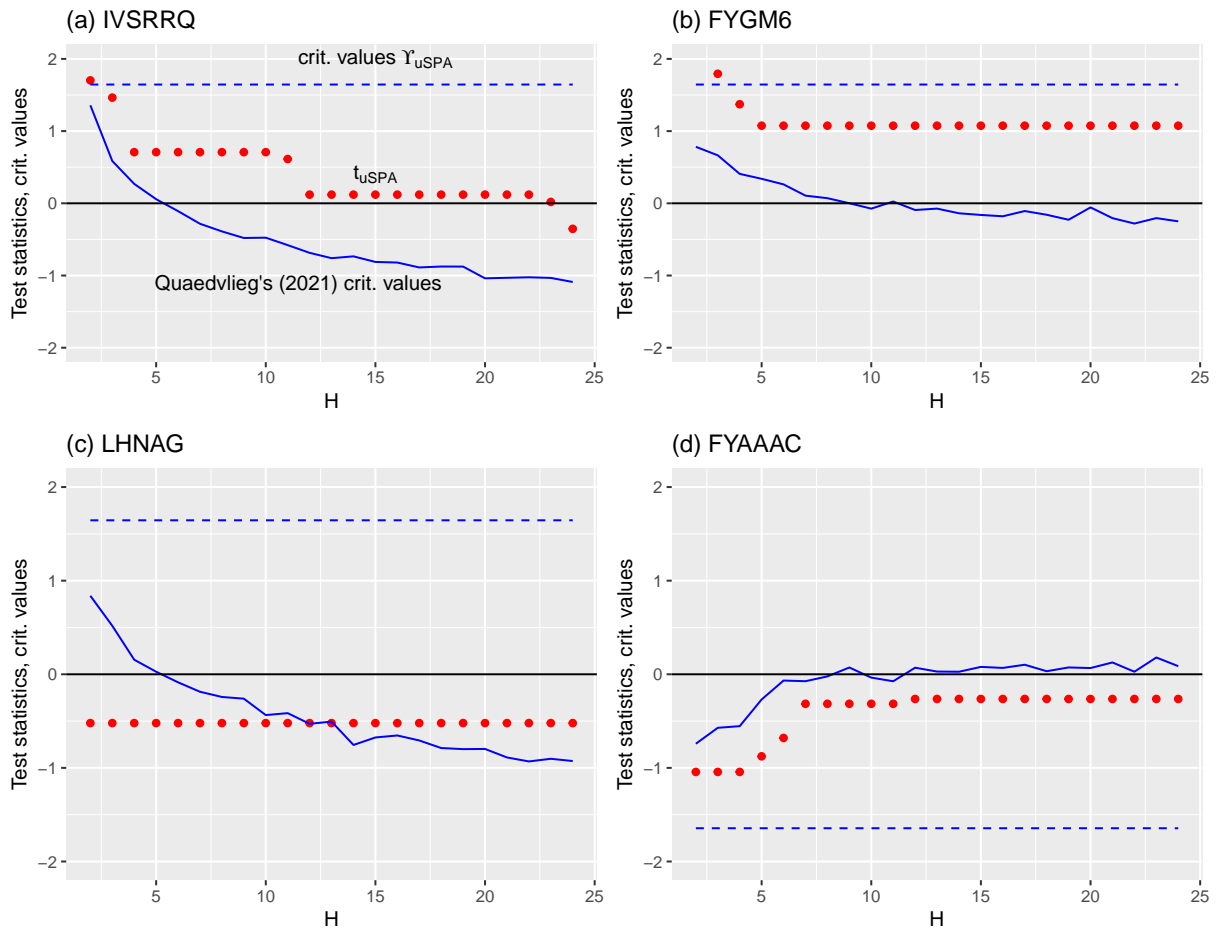 (a) IVSRRQ
Test statistics, crit. values
2
1
0
−1
−2
crit. values ϒuSPA
tuSPA
Quaedvlieg's (2021) crit. values
5
10
15
20
25
H
(b) FYGM6
Test statistics, crit. values
2
1
0
−1
−2
5
10
15
20
25
H
(c) LHNAG
Test statistics, crit. values
2
1
0
−1
−2
5
10
15
20
25
H
(d) FYAAAC
Test statistics, crit. values
2
1
0
−1
−2
5
10
15
20
25
H